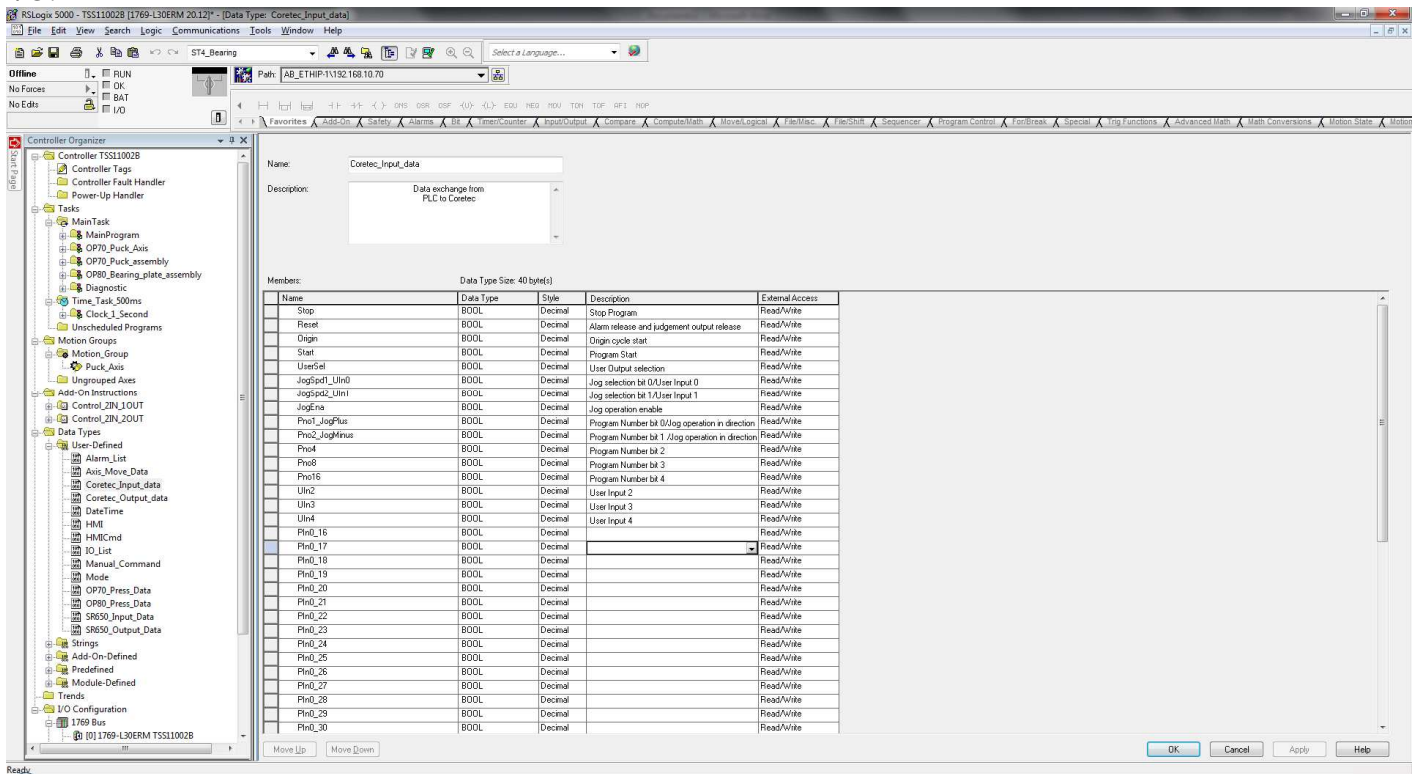 RSLogix 5000 - TSS11002B [1769-L30ERM 20.12]* - [Data Type: Coretec_Input_data]
File Edit View Search Logic Communications Tools Window Help
ST4_Bearing
Select a Language...
Offline
RUN
Path: AB_ETHIP-1\192.168.10.70
No Forces
OK
BAT
No Edits
I/O
ONS OSR OSF (U) (L) EQU NEQ MOV TON TOF AFI NOP
Favorites Add-On Safety Alarms Bit Timer/Counter Input/Output Compare Compute/Math Move/Logical File/Misc. File/Shift Sequencer Program Control For/Break Special Trig Functions Advanced Math Math Conversions Motion State Motion
Start Page
Controller Organizer
Controller TSS11002B
Controller Tags
Controller Fault Handler
Power-Up Handler
Tasks
MainTask
MainProgram
OP70_Puck_Axis
OP70_Puck_assembly
OP80_Bearing_plate_assembly
Diagnostic
Time_Task_500ms
Clock_1_Second
Unscheduled Programs
Motion Groups
Motion_Group
Puck_Axis
Ungrouped Axes
Add-On Instructions
Control_2IN_1OUT
Control_2IN_2OUT
Data Types
User-Defined
Alarm_List
Axis_Move_Data
Coretec_Input_data
Coretec_Output_data
DateTime
HMI
HMICmd
IO_List
Manual_Command
Mode
OP70_Press_Data
OP80_Press_Data
SR650_Input_Data
SR650_Output_Data
Strings
Add-On-Defined
Predefined
Module-Defined
Trends
I/O Configuration
1769 Bus
[0] 1769-L30ERM TSS11002B
Name: Coretec_Input_data
Description: Data exchange from
PLC to Coretec
Members: Data Type Size: 40 byte(s)
Name Data Type Style Description External Access
Stop BOOL Decimal Stop Program Read/Write
Reset BOOL Decimal Alarm release and judgement output release Read/Write
Origin BOOL Decimal Origin cycle start Read/Write
Start BOOL Decimal Program Start Read/Write
UserSel BOOL Decimal User Output selection Read/Write
JogSpd1_UIn0 BOOL Decimal Jog selection bit 0/User Input 0 Read/Write
JogSpd2_UIn1 BOOL Decimal Jog selection bit 1/User Input 1 Read/Write
JogEna BOOL Decimal Jog operation enable Read/Write
Pno1_JogPlus BOOL Decimal Program Number bit 0/Jog operation in direction Read/Write
Pno2_JogMinus BOOL Decimal Program Number bit 1 /Jog operation in direction Read/Write
Pno4 BOOL Decimal Program Number bit 2 Read/Write
Pno8 BOOL Decimal Program Number bit 3 Read/Write
Pno16 BOOL Decimal Program Number bit 4 Read/Write
UIn2 BOOL Decimal User Input 2 Read/Write
UIn3 BOOL Decimal User Input 3 Read/Write
UIn4 BOOL Decimal User Input 4 Read/Write
PIn0_16 BOOL Decimal Read/Write
PIn0_17 BOOL Decimal Read/Write
PIn0_18 BOOL Decimal Read/Write
PIn0_19 BOOL Decimal Read/Write
PIn0_20 BOOL Decimal Read/Write
PIn0_21 BOOL Decimal Read/Write
PIn0_22 BOOL Decimal Read/Write
PIn0_23 BOOL Decimal Read/Write
PIn0_24 BOOL Decimal Read/Write
PIn0_25 BOOL Decimal Read/Write
PIn0_26 BOOL Decimal Read/Write
PIn0_27 BOOL Decimal Read/Write
PIn0_28 BOOL Decimal Read/Write
PIn0_29 BOOL Decimal Read/Write
PIn0_30 BOOL Decimal Read/Write
Move Up Move Down OK Cancel Apply Help
Ready